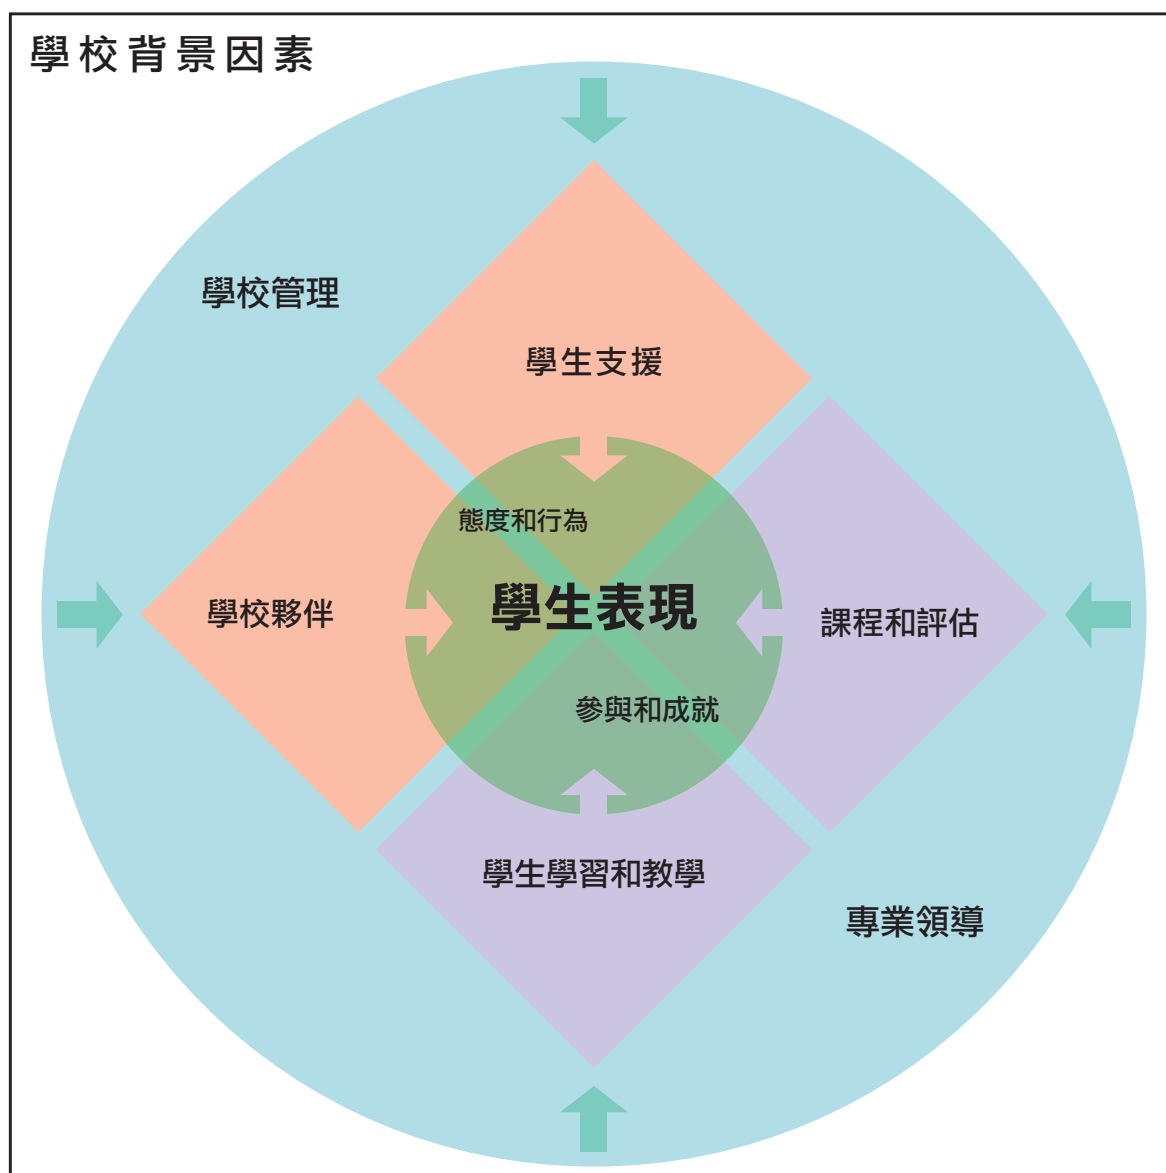 學校背景因素
學校管理
學生支援
態度和行為
學生表現
學校夥伴
課程和評估
參與和成就
學生學習和教學
專業領導